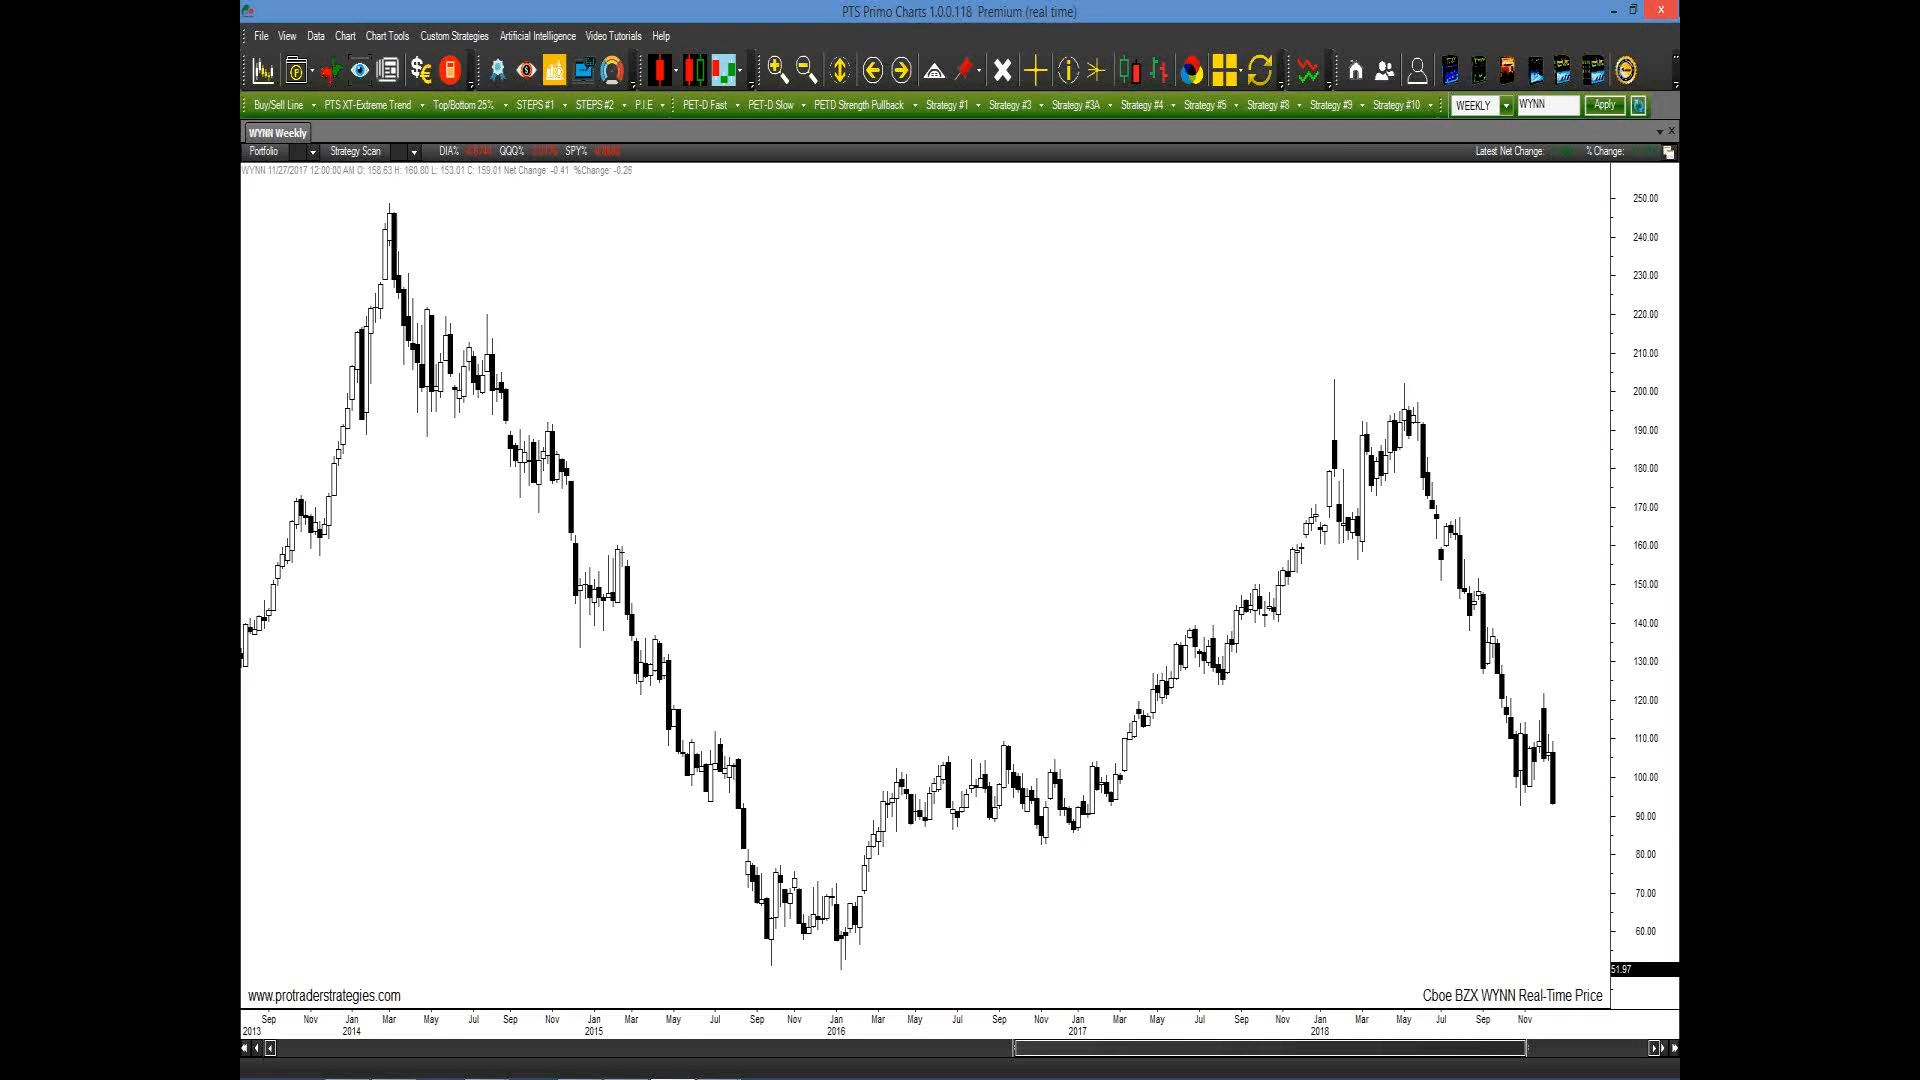 PTS Primo Charts 1.0.0.118 Premium (real time)
File View Data Chart Chart Tools Custom Strategies Artificial Intelligence Video Tutorials Help
Buy/Sell Line PTS XT-Extreme Trend Top/Bottom 25% STEPS #1 STEPS #2 P.I.E PET-D Fast PET-D Slow PETD Strength Pullback Strategy #1 Strategy #3 Strategy #3A Strategy #4 Strategy #5 Strategy #8 Strategy #9 Strategy #10 WEEKLY WYNN Apply
WYNN Weekly
Portfolio Strategy Scan DIA% QQQ% SPY% Latest Net Change: % Change:
WYNN 11/27/2017 12:00:00 AM O: 158.63 H: 160.80 L: 153.01 C: 159.01 Net Change: -0.41 %Change: -0.26
250.00
240.00
230.00
220.00
210.00
200.00
190.00
180.00
170.00
160.00
150.00
140.00
130.00
120.00
110.00
100.00
90.00
80.00
70.00
60.00
51.97
www.protraderstrategies.com Cboe BZX WYNN Real-Time Price
Sep Nov Jan Mar May Jul Sep Nov Jan Mar May Jul Sep Nov Jan Mar May Jul Sep Nov Jan Mar May Jul Sep Nov Jan Mar May Jul Sep Nov
2013 2014 2015 2016 2017 2018